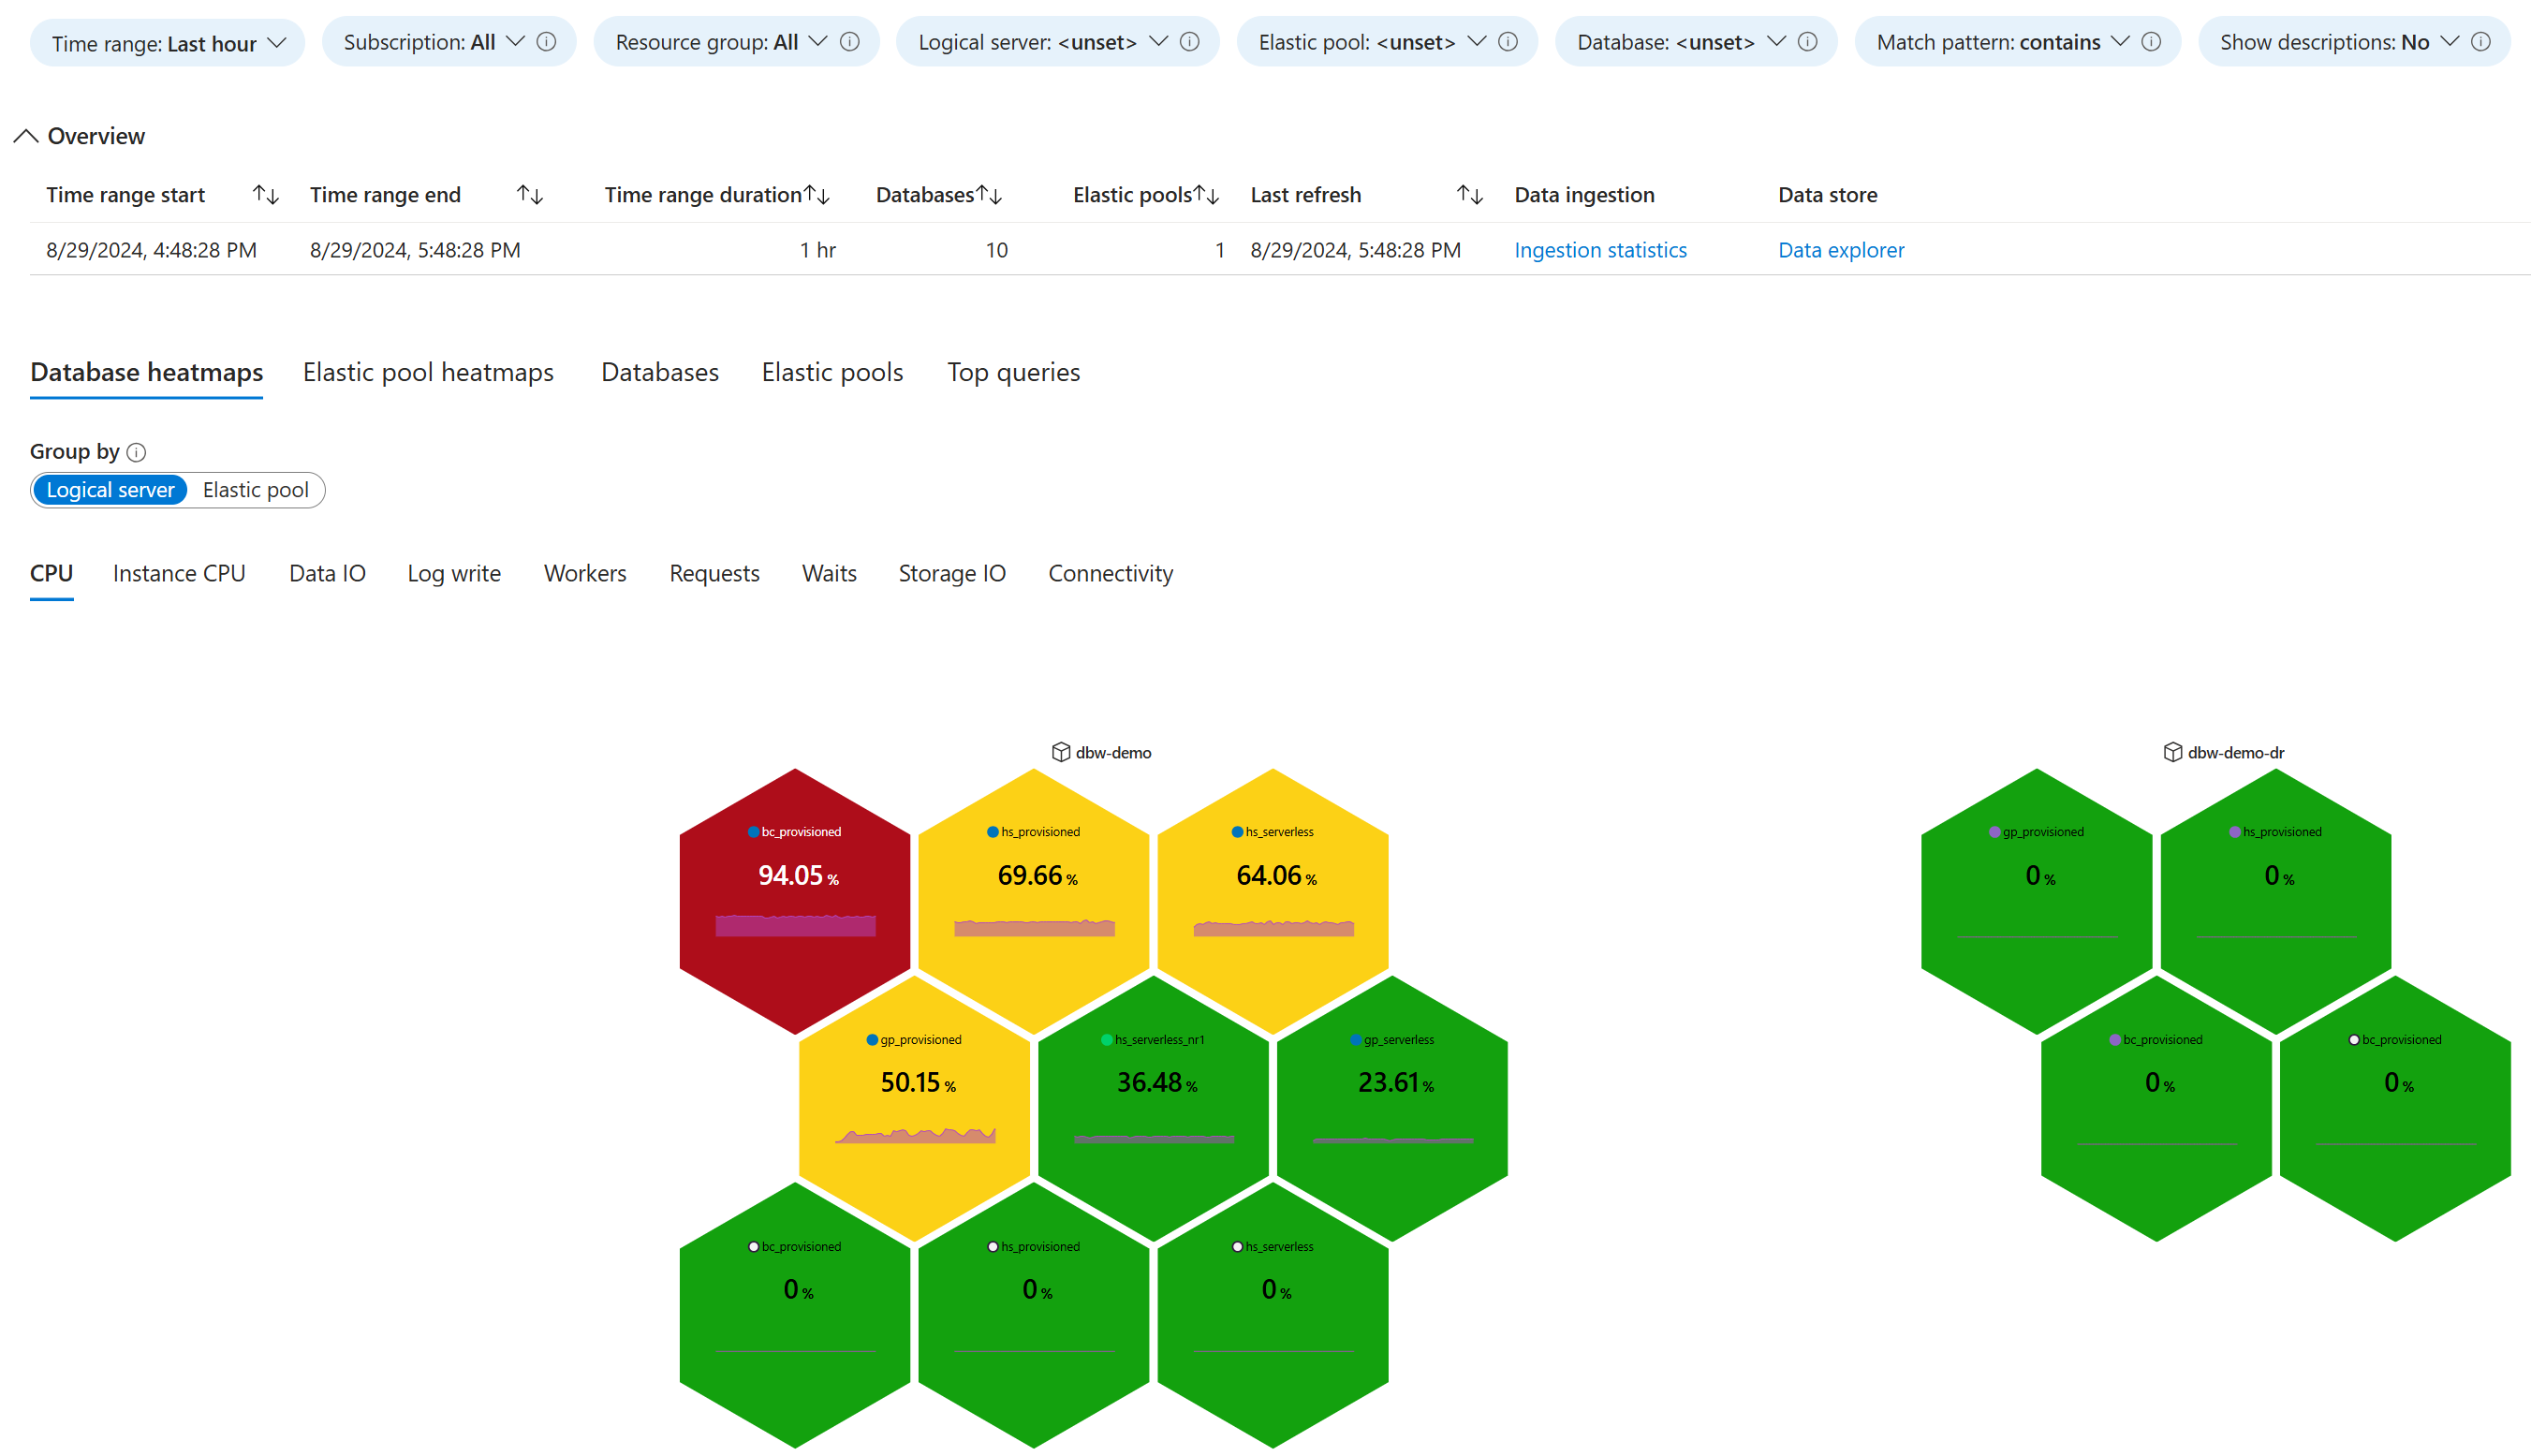 Time range: Last hour Subscription: All Resource group: All Logical server: <unset> Elastic pool: <unset> Database: <unset> Match pattern: contains Show descriptions: No
Overview
Time range start Time range end Time range duration Databases Elastic pools Last refresh Data ingestion Data store
8/29/2024, 4:48:28 PM 8/29/2024, 5:48:28 PM 1 hr 10 1 8/29/2024, 5:48:28 PM Ingestion statistics Data explorer
Database heatmaps Elastic pool heatmaps Databases Elastic pools Top queries
Group by
Logical server Elastic pool
CPU Instance CPU Data IO Log write Workers Requests Waits Storage IO Connectivity
dbw-demo dbw-demo-dr
bc_provisioned hs_provisioned hs_serverless gp_provisioned hs_provisioned
94.05 % 69.66 % 64.06 % 0 % 0 %
gp_provisioned hs_serverless_nr1 gp_serverless bc_provisioned bc_provisioned
50.15 % 36.48 % 23.61 % 0 % 0 %
bc_provisioned hs_provisioned hs_serverless
0 % 0 % 0 %